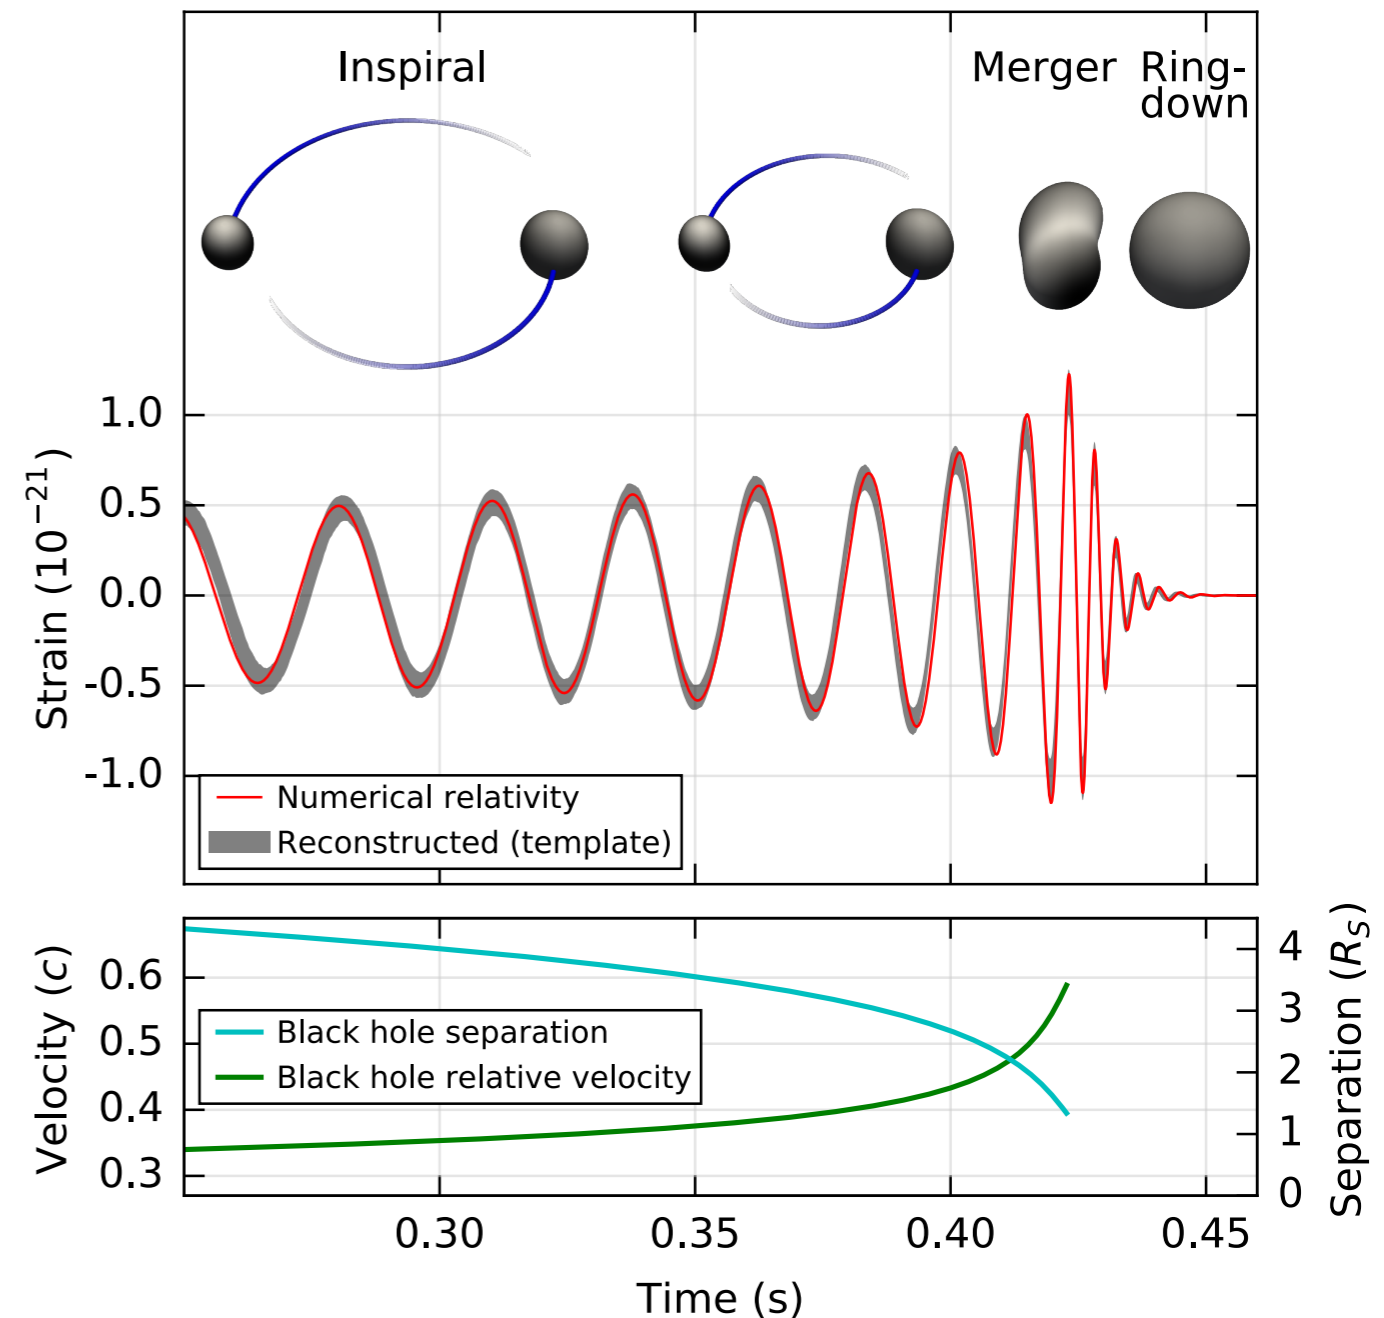 Inspiral
Merger
Ring-
down
Strain (10⁻²¹)
1.0
0.5
0.0
-0.5
-1.0
Numerical relativity
Reconstructed (template)
Velocity (c)
0.6
0.5
0.4
0.3
Black hole separation
Black hole relative velocity
4
3
2
1
0
Separation (R_S)
0.30 0.35 0.40 0.45
Time (s)